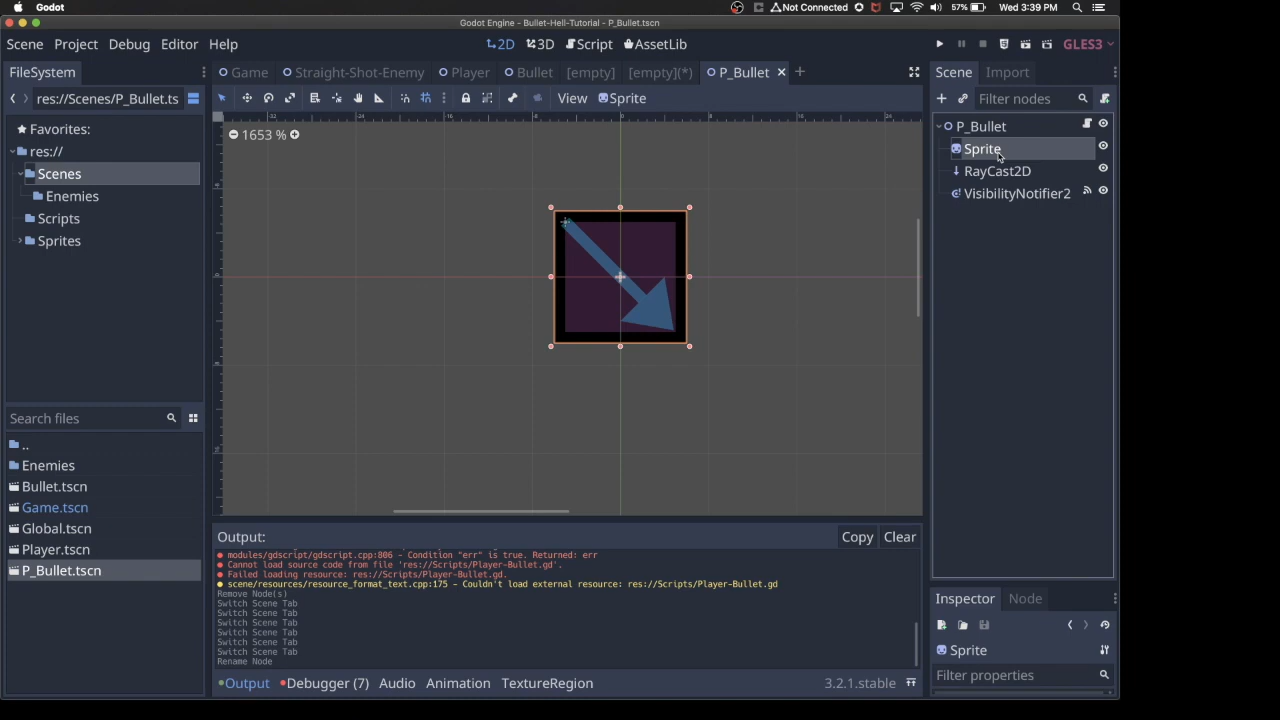 Godot
Not Connected
57%
Wed 3:39 PM
Godot Engine - Bullet-Hell-Tutorial - P_Bullet.tscn
Scene Project Debug Editor Help
2D 3D Script AssetLib
GLES3
FileSystem
Game Straight-Shot-Enemy Player Bullet [empty] [empty](*) P_Bullet
Scene Import
res://Scenes/P_Bullet.ts
View Sprite
Filter nodes
1653 %
Favorites:
res://
Scenes
Enemies
Scripts
Sprites
P_Bullet
Sprite
RayCast2D
VisibilityNotifier2
Search files
..
Enemies
Bullet.tscn
Game.tscn
Global.tscn
Player.tscn
P_Bullet.tscn
Output:
Copy Clear
modules/gdscript/gdscript.cpp:806 - Condition "err" is true. Returned: err
Cannot load source code from file 'res://Scripts/Player-Bullet.gd'.
Failed loading resource: res://Scripts/Player-Bullet.gd.
scene/resources/resource_format_text.cpp:175 - Couldn't load external resource: res://Scripts/Player-Bullet.gd
Remove Node(s)
Switch Scene Tab
Switch Scene Tab
Switch Scene Tab
Switch Scene Tab
Switch Scene Tab
Switch Scene Tab
Rename Node
Output Debugger (7) Audio Animation TextureRegion
3.2.1.stable
Inspector Node
Sprite
Filter properties